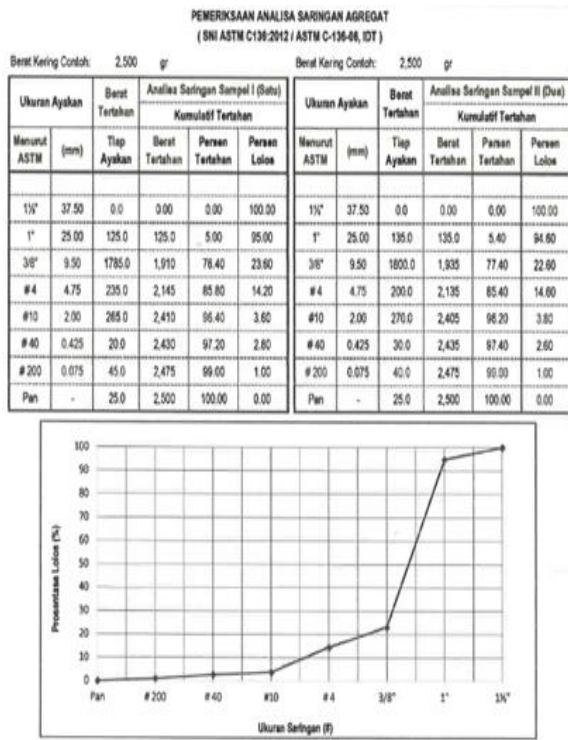 PEMERIKSAAN ANALISA SARINGAN AGREGAT
( SNI ASTM C136:2012 / ASTM C-136-06, IDT )
Berat Kering Contoh: 2,500 gr
Ukuran Ayakan Berat Tertahan Analisa Saringan Sampel I (Satu)
Kumulatif Tertahan
Menurut ASTM (mm) Tiap Ayakan Berat Tertahan Persen Tertahan Persen Lolos
1½" 37.50 0.0 0.00 0.00 100.00
1" 25.00 125.0 125.0 5.00 95.00
3/8" 9.50 1785.0 1,910 76.40 23.60
#4 4.75 235.0 2,145 85.80 14.20
#10 2.00 265.0 2,410 96.40 3.60
#40 0.425 20.0 2,430 97.20 2.80
#200 0.075 45.0 2,475 99.00 1.00
Pan - 25.0 2,500 100.00 0.00
Berat Kering Contoh: 2,500 gr
Ukuran Ayakan Berat Tertahan Analisa Saringan Sampel II (Dua)
Kumulatif Tertahan
Menurut ASTM (mm) Tiap Ayakan Berat Tertahan Persen Tertahan Persen Lolos
1½" 37.50 0.0 0.00 0.00 100.00
1" 25.00 135.0 135.0 5.40 94.60
3/8" 9.50 1800.0 1,935 77.40 22.60
#4 4.75 200.0 2,135 85.40 14.60
#10 2.00 270.0 2,405 96.20 3.80
#40 0.425 30.0 2,435 97.40 2.60
#200 0.075 40.0 2,475 99.00 1.00
Pan - 25.0 2,500 100.00 0.00
100
90
80
70
60
50
40
30
20
10
0
Prosentase Lolos (%)
Pan #200 #40 #10 #4 3/8" 1" 1½"
Ukuran Saringan (#)